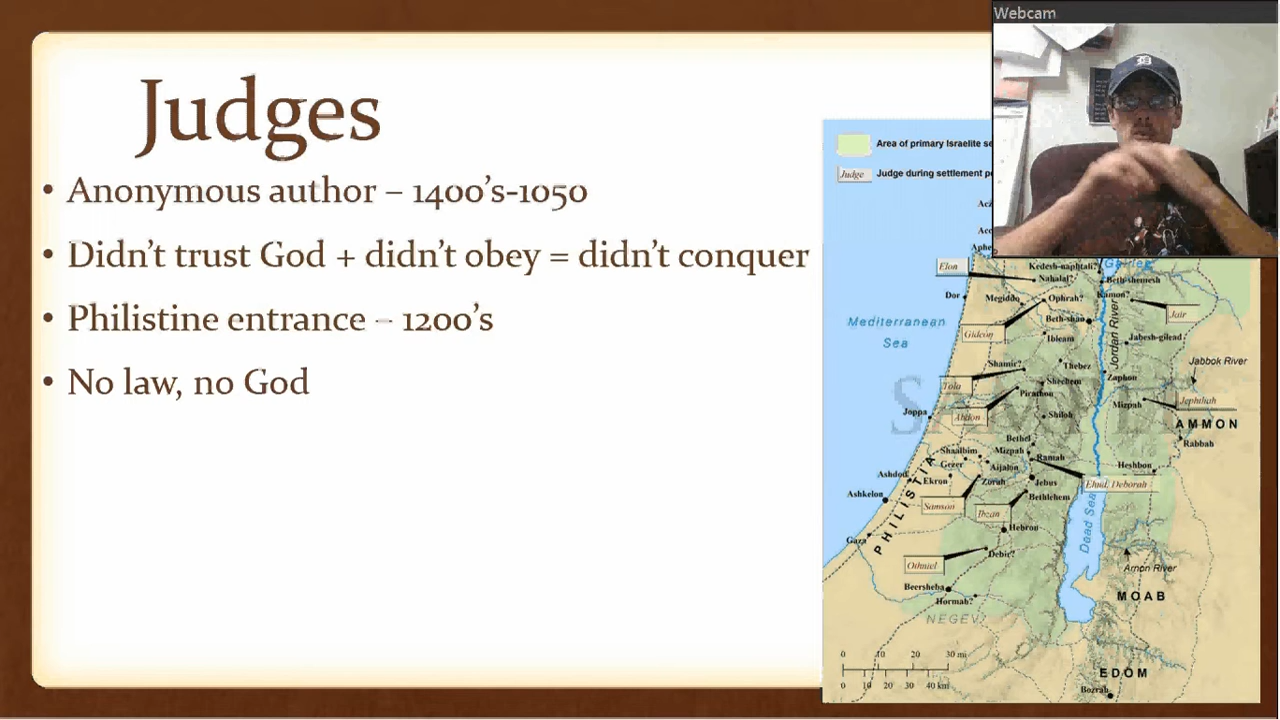 Webcam
Judges
• Anonymous author – 1400's-1050
• Didn't trust God + didn't obey = didn't conquer
• Philistine entrance – 1200's
• No law, no God
Area of primary Israelite se
Judge
Judge during settlement pe
Elon
Kedesh-naphtali?
Nahalal?
Beth-shemesh
Dor
Megiddo
Ophrah?
Kamon?
Jair
Mediterranean
Sea
Gideon
Beth-shan
Ibleam
Jordan River
Jabesh-gilead
Jabbok River
Shamir?
Thebez
Tola
Shechem
Zaphon
Pirathon
Mizpah
Jephthah
Joppa
Abdon
Shiloh
AMMON
Bethel
Rabbah
Shaalbim
Mizpah
Gezer
Ramah
Aijalon
Heshbon
Ashdod
Ekron
Zorah
Jebus
Ehud, Deborah
Ashkelon
Bethlehem
Samson
Ibzan
PHILISTIA
Hebron
Dead Sea
Gaza
Debir?
Othniel
Arnon River
Beersheba
MOAB
Hormah?
NEGEV
0 10 20 30 mi
0 10 20 30 40 km
EDOM
Bozrah